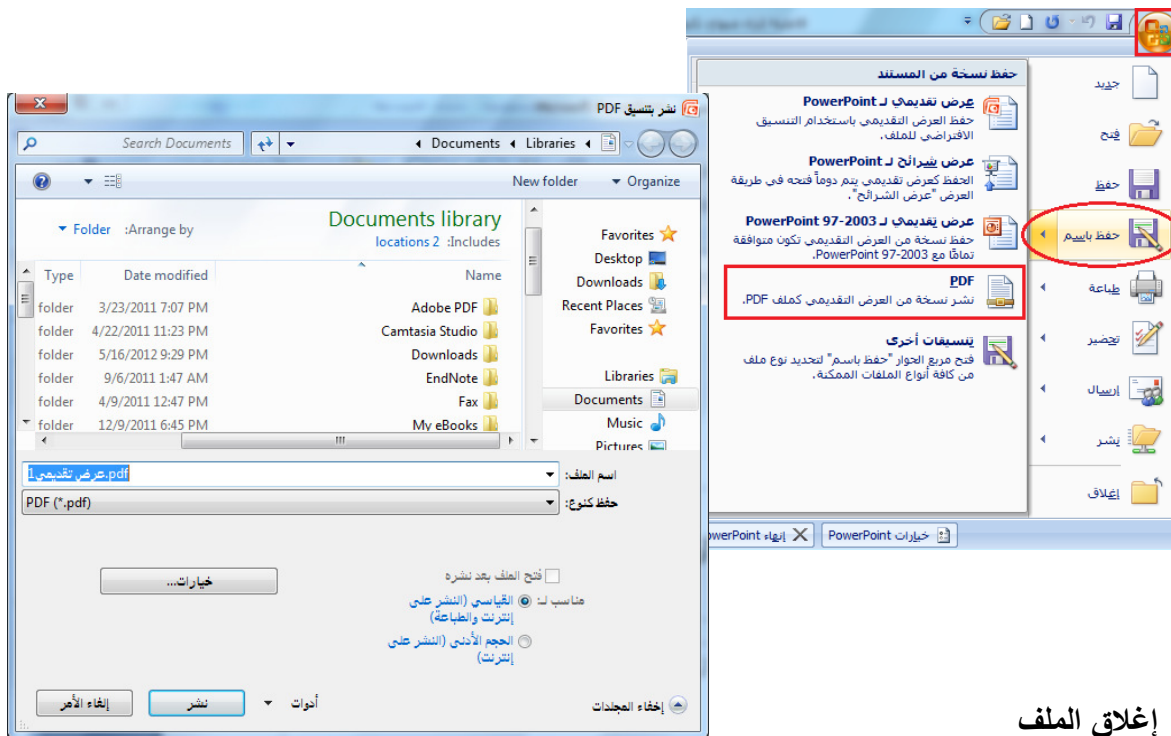 حفظ نسخة من المستند
عرض تقديمي لـ PowerPoint
حفظ العرض التقديمي باستخدام التنسيق
الافتراضي للملف.
عرض شرائح لـ PowerPoint
الحفظ كعرض تقديمي يتم دوماً فتحه في طريقة
العرض "عرض الشرائح".
عرض تقديمي لـ PowerPoint 97-2003
حفظ نسخة من العرض التقديمي تكون متوافقة
تمامًا مع PowerPoint 97-2003.
PDF
نشر نسخة من العرض التقديمي كملف PDF.
تنسيقات أخرى
فتح مربع الحوار "حفظ باسم" لتحديد نوع ملف
من كافة أنواع الملفات الممكنة.
جديد
فتح
حفظ
حفظ باسم
طباعة
تحضير
إرسال
نشر
إغلاق
خيارات PowerPoint
إنهاء werPoint
نشر بتنسيق PDF
Libraries
Documents
Search Documents
Organize
New folder
Documents library
Includes: 2 locations
Arrange by: Folder
Name Date modified Type
Adobe PDF 3/23/2011 7:07 PM folder
Camtasia Studio 4/22/2011 11:23 PM folder
Downloads 5/16/2012 9:29 PM folder
EndNote 9/6/2011 1:47 AM folder
Fax 4/9/2011 12:47 PM folder
My eBooks 12/9/2011 6:45 PM folder
Favorites
Desktop
Downloads
Recent Places
Favorites
Libraries
Documents
Music
Pictures
اسم الملف: عرض تقديمي1.pdf
حفظ كنوع: PDF (*.pdf)
فتح الملف بعد نشره
مناسب لـ: القياسي (النشر على
إنترنت والطباعة)
الحجم الأدنى (النشر على
إنترنت)
خيارات...
إخفاء المجلدات
أدوات
نشر
إلغاء الأمر
إغلاق الملف